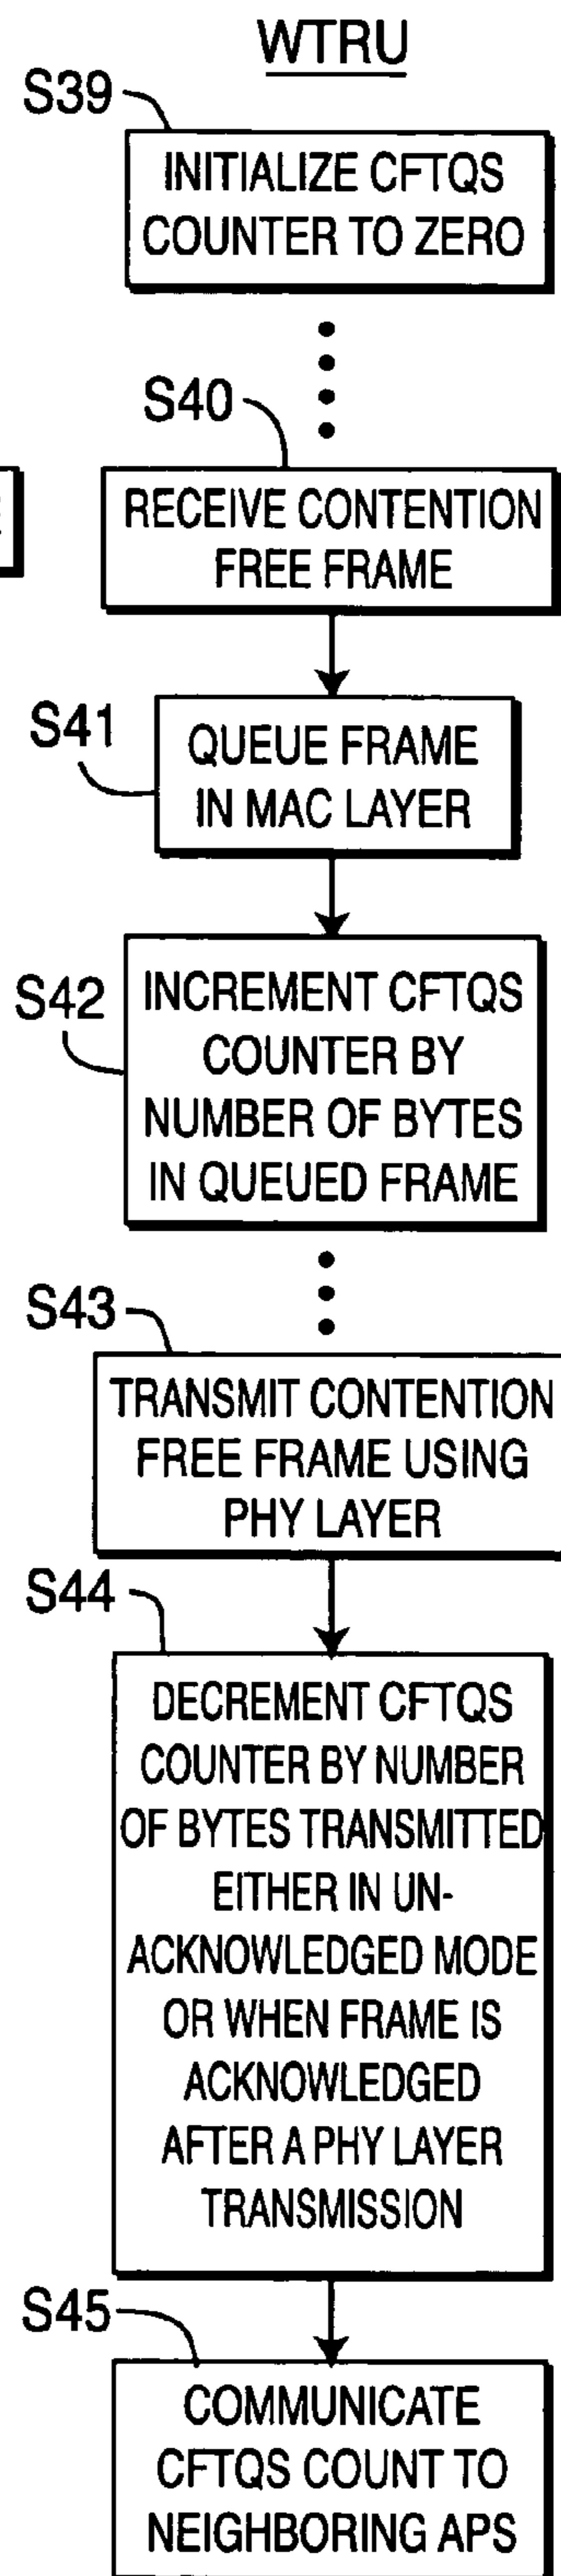 WTRU
S39
INITIALIZE CFTQS
COUNTER TO ZERO
S40
RECEIVE CONTENTION
FREE FRAME
S41
QUEUE FRAME
IN MAC LAYER
S42
INCREMENT CFTQS
COUNTER BY
NUMBER OF BYTES
IN QUEUED FRAME
S43
TRANSMIT CONTENTION
FREE FRAME USING
PHY LAYER
S44
DECREMENT CFTQS
COUNTER BY NUMBER
OF BYTES TRANSMITTED
EITHER IN UN-
ACKNOWLEDGED MODE
OR WHEN FRAME IS
ACKNOWLEDGED
AFTER A PHY LAYER
TRANSMISSION
S45
COMMUNICATE
CFTQS COUNT TO
NEIGHBORING APS